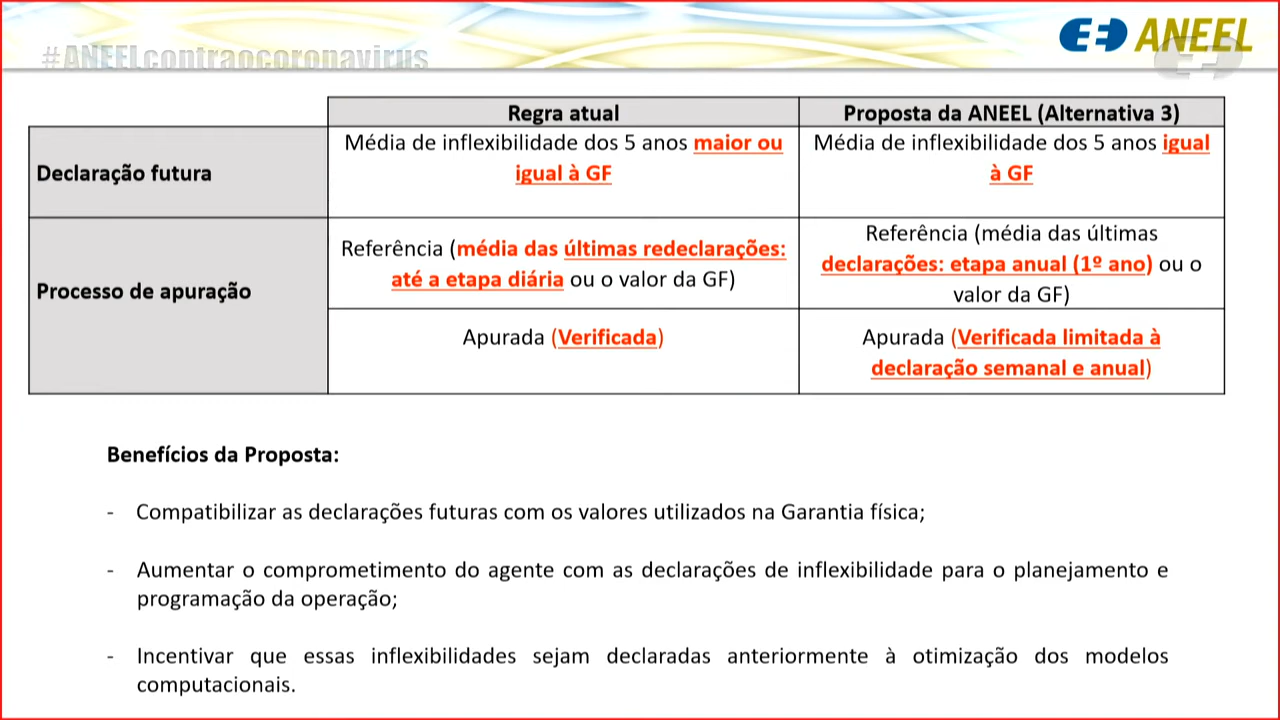 #ANEELcontraocoronavirus
ANEEL
Regra atual
Proposta da ANEEL (Alternativa 3)
Declaração futura
Média de inflexibilidade dos 5 anos maior ou
igual à GF
Média de inflexibilidade dos 5 anos igual
à GF
Processo de apuração
Referência (média das últimas redeclarações:
até a etapa diária ou o valor da GF)
Referência (média das últimas
declarações: etapa anual (1º ano) ou o
valor da GF)
Apurada (Verificada)
Apurada (Verificada limitada à
declaração semanal e anual)
Benefícios da Proposta:
- Compatibilizar as declarações futuras com os valores utilizados na Garantia física;
- Aumentar o comprometimento do agente com as declarações de inflexibilidade para o planejamento e
programação da operação;
- Incentivar que essas inflexibilidades sejam declaradas anteriormente à otimização dos modelos
computacionais.